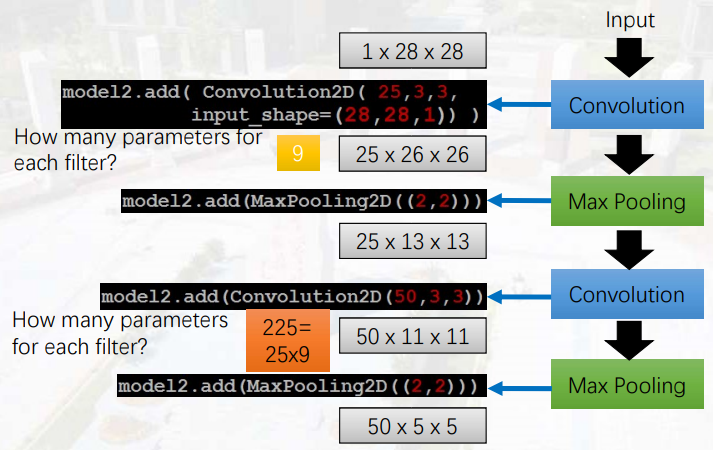 Input
1 x 28 x 28
model2.add( Convolution2D( 25,3,3,
input_shape=(28,28,1)) )
Convolution
How many parameters for
each filter?
9
25 x 26 x 26
model2.add(MaxPooling2D((2,2)))
Max Pooling
25 x 13 x 13
model2.add(Convolution2D(50,3,3))
Convolution
How many parameters
for each filter?
225=
25x9
50 x 11 x 11
model2.add(MaxPooling2D((2,2)))
Max Pooling
50 x 5 x 5